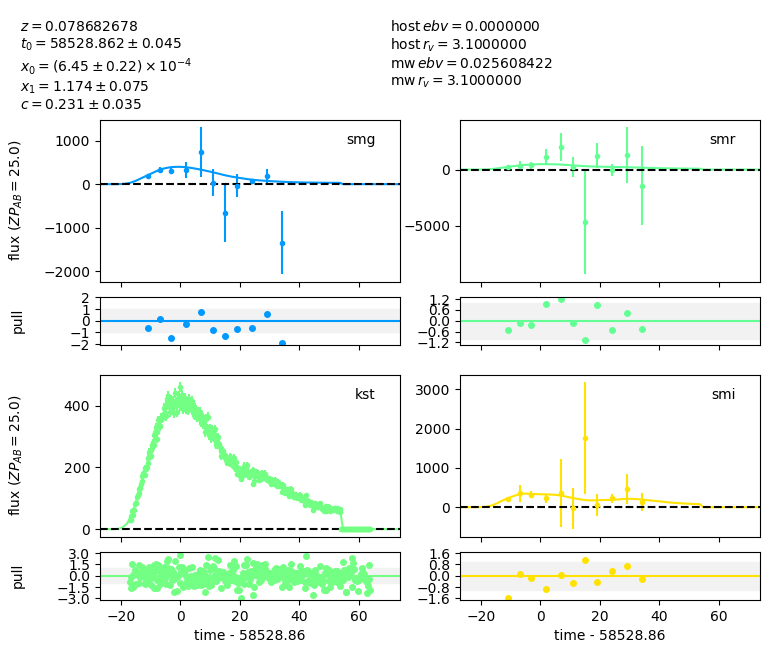 z = 0.078682678
t₀ = 58528.862 ± 0.045
x₀ = (6.45 ± 0.22) × 10⁻⁴
x₁ = 1.174 ± 0.075
c = 0.231 ± 0.035
host ebv = 0.0000000
host r_v = 3.1000000
mw ebv = 0.025608422
mw r_v = 3.1000000
flux (ZP_AB = 25.0)
1000
0
−1000
−2000
smg
0
−5000
smr
pull
2
1
0
−1
−2
1.2
0.6
0.0
−0.6
−1.2
flux (ZP_AB = 25.0)
400
200
0
kst
3000
2000
1000
0
smi
pull
3.0
1.5
0.0
−1.5
−3.0
−20 0 20 40 60
time - 58528.86
1.6
0.8
0.0
−0.8
−1.6
−20 0 20 40 60
time - 58528.86